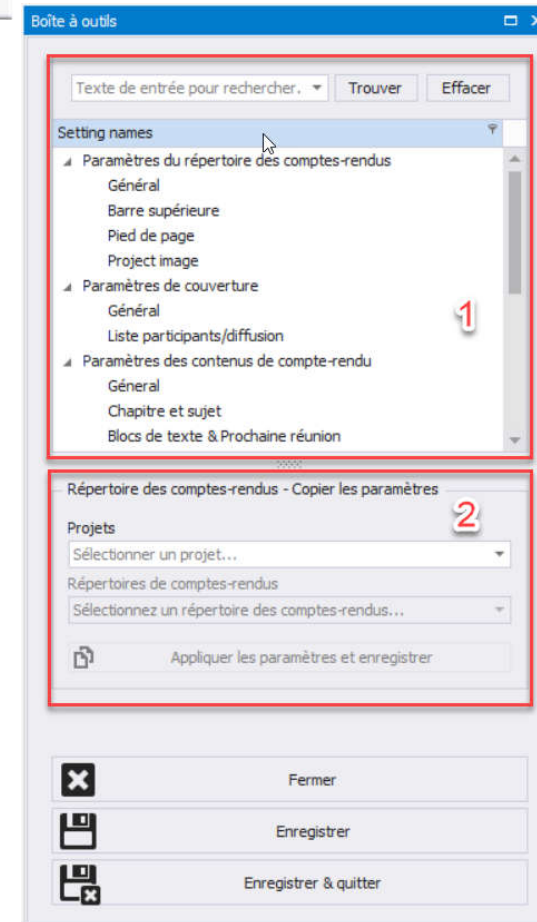 Boîte à outils
Texte de entrée pour rechercher. Trouver Effacer
Setting names
Paramètres du répertoire des comptes-rendus
Général
Barre supérieure
Pied de page
Project image
Paramètres de couverture
Général
Liste participants/diffusion
1
Paramètres des contenus de compte-rendu
Géneral
Chapitre et sujet
Blocs de texte & Prochaine réunion
Répertoire des comptes-rendus - Copier les paramètres
2
Projets
Sélectionner un projet...
Répertoires de comptes-rendus
Sélectionnez un répertoire des comptes-rendus...
Appliquer les paramètres et enregistrer
Fermer
Enregistrer
Enregistrer & quitter